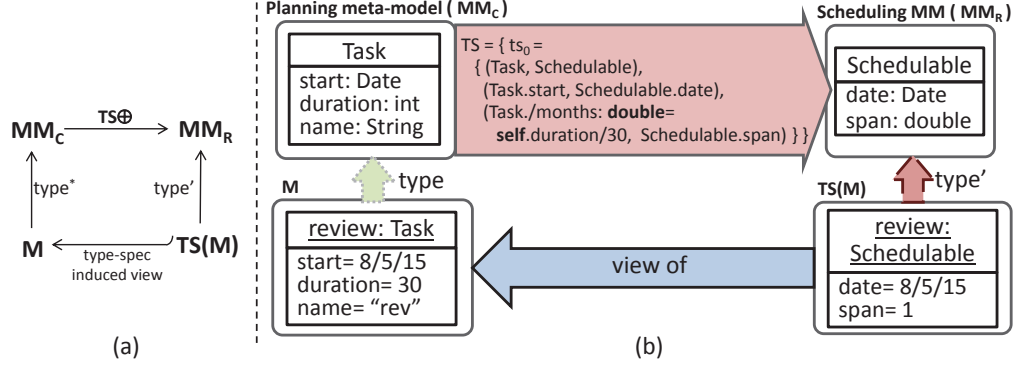 TS⊕
MM_C
MM_R
type*
type'
M
TS(M)
type-spec
induced view
(a)
Planning meta-model ( MM_C)
Task
start: Date
duration: int
name: String
TS = { ts₀ =
{ (Task, Schedulable),
(Task.start, Schedulable.date),
(Task./months: double=
self.duration/30, Schedulable.span) } }
Scheduling MM ( MM_R)
Schedulable
date: Date
span: double
type
type'
M
review: Task
start= 8/5/15
duration= 30
name= “rev”
view of
TS(M)
review:
Schedulable
date= 8/5/15
span= 1
(b)